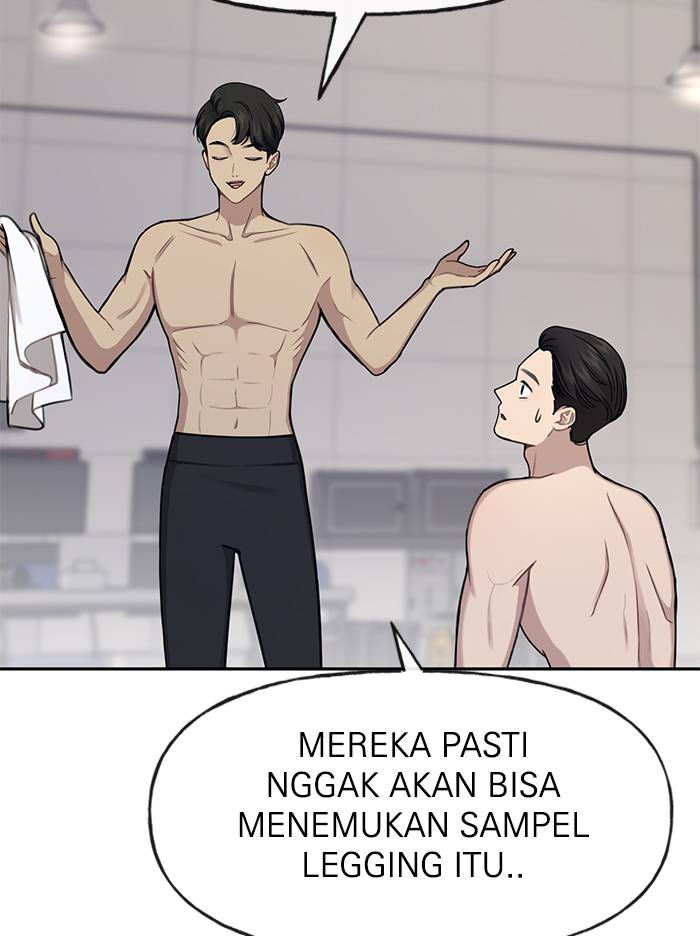 MEREKA PASTI
NGGAK AKAN BISA
MENEMUKAN SAMPEL
LEGGING ITU..